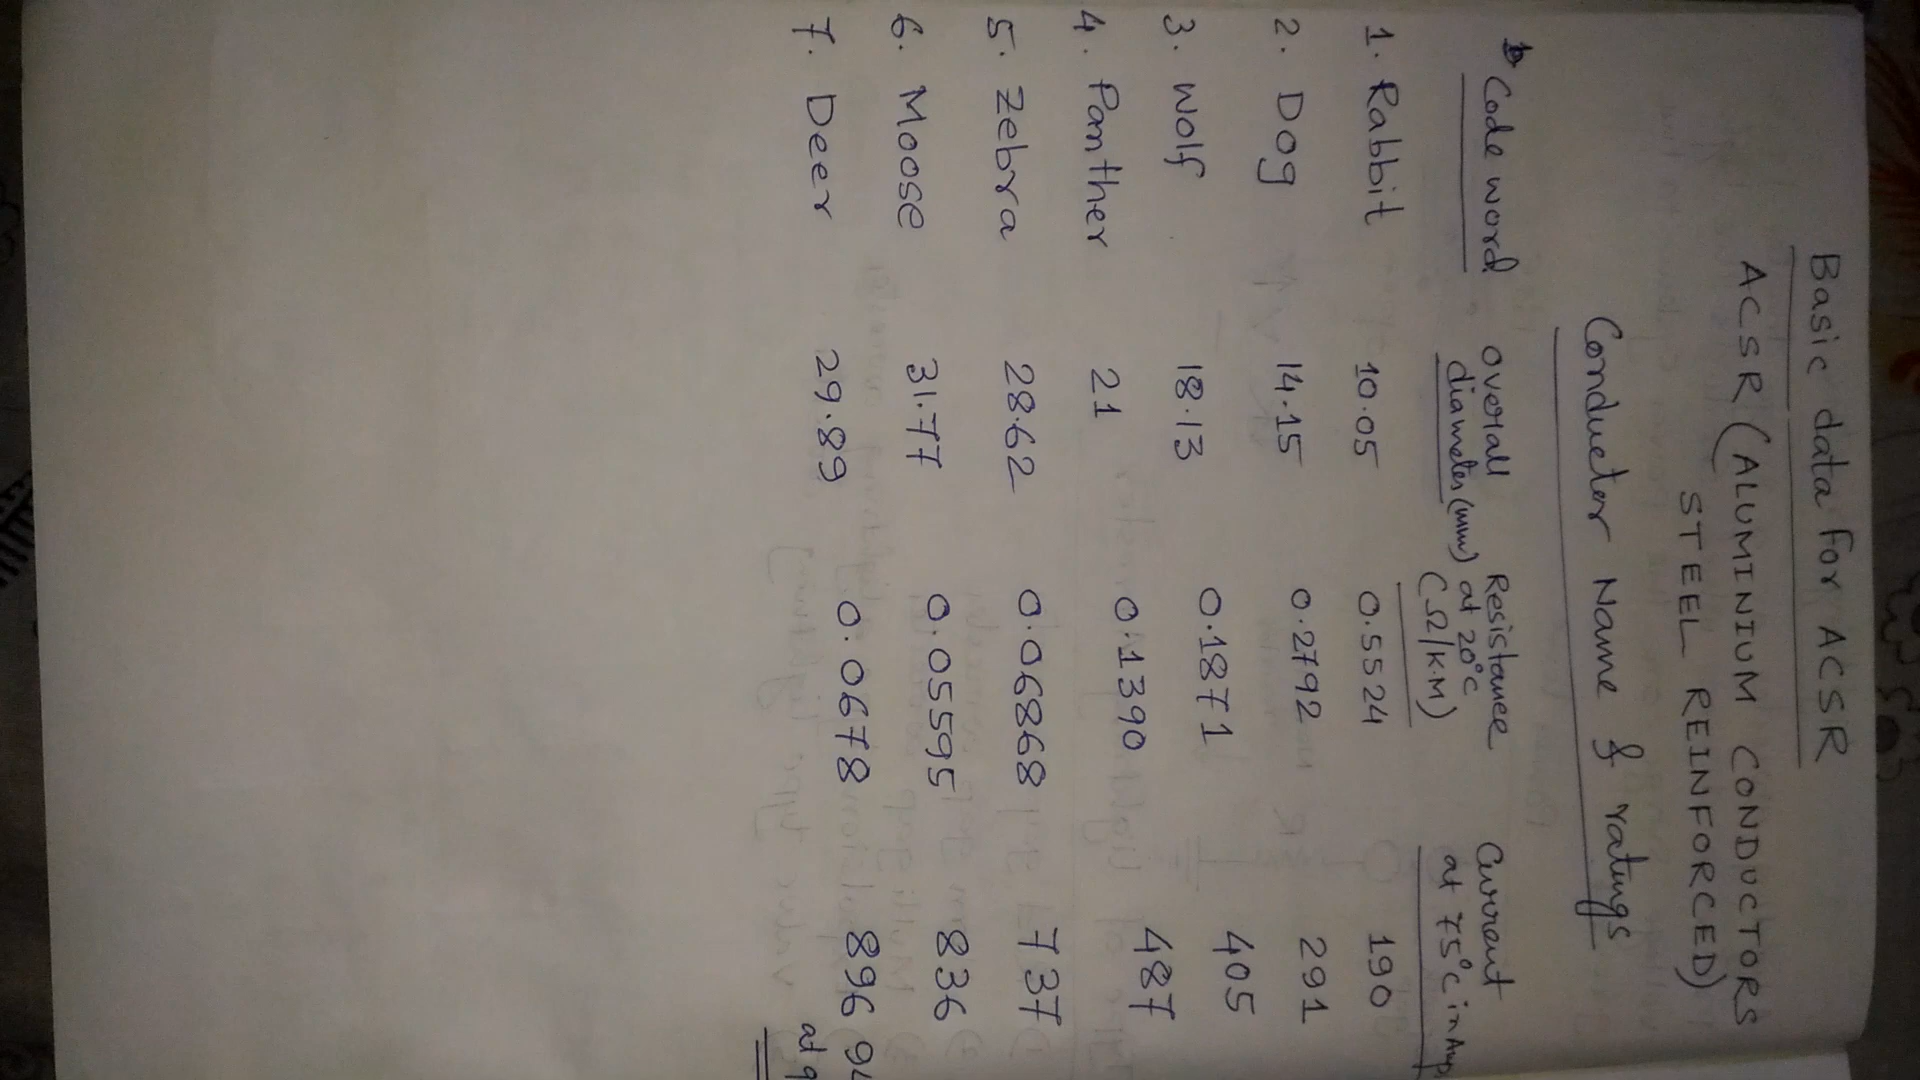 Basic data for ACSR
ACSR (ALUMINIUM CONDUCTORS
STEEL REINFORCED)
Conductor Name & ratings
Code word Overall diameter (mm) Resistance at 20°C (Ω/K.M) Current at 75°C in Amp
1. Rabbit 10.05 0.5524 190
2. Dog 14.15 0.2792 291
3. Wolf 18.13 0.1871 405
4. Panther 21 0.1390 487
5. Zebra 28.62 0.06868 737
6. Moose 31.77 0.05595 836
7. Deer 29.89 0.0678 896
at